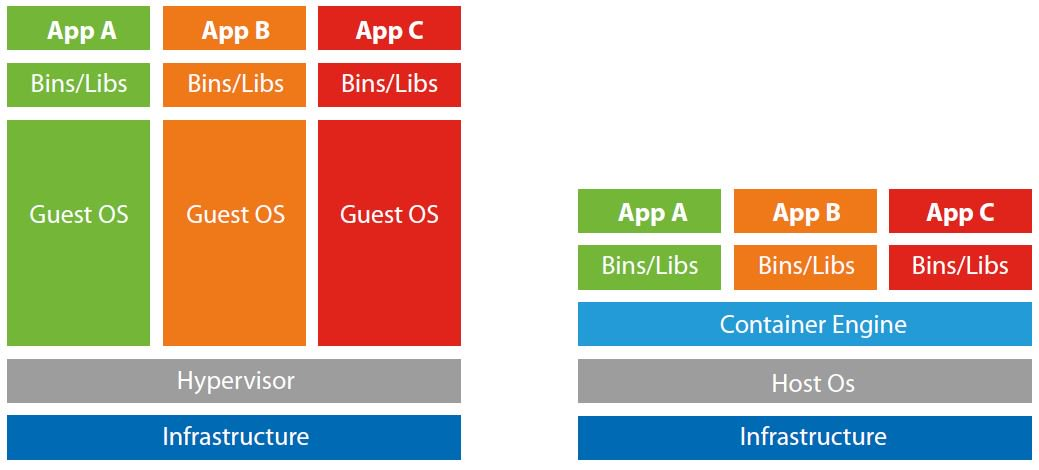 App A
App B
App C
Bins/Libs
Bins/Libs
Bins/Libs
Guest OS
Guest OS
Guest OS
Hypervisor
Infrastructure
App A
App B
App C
Bins/Libs
Bins/Libs
Bins/Libs
Container Engine
Host Os
Infrastructure